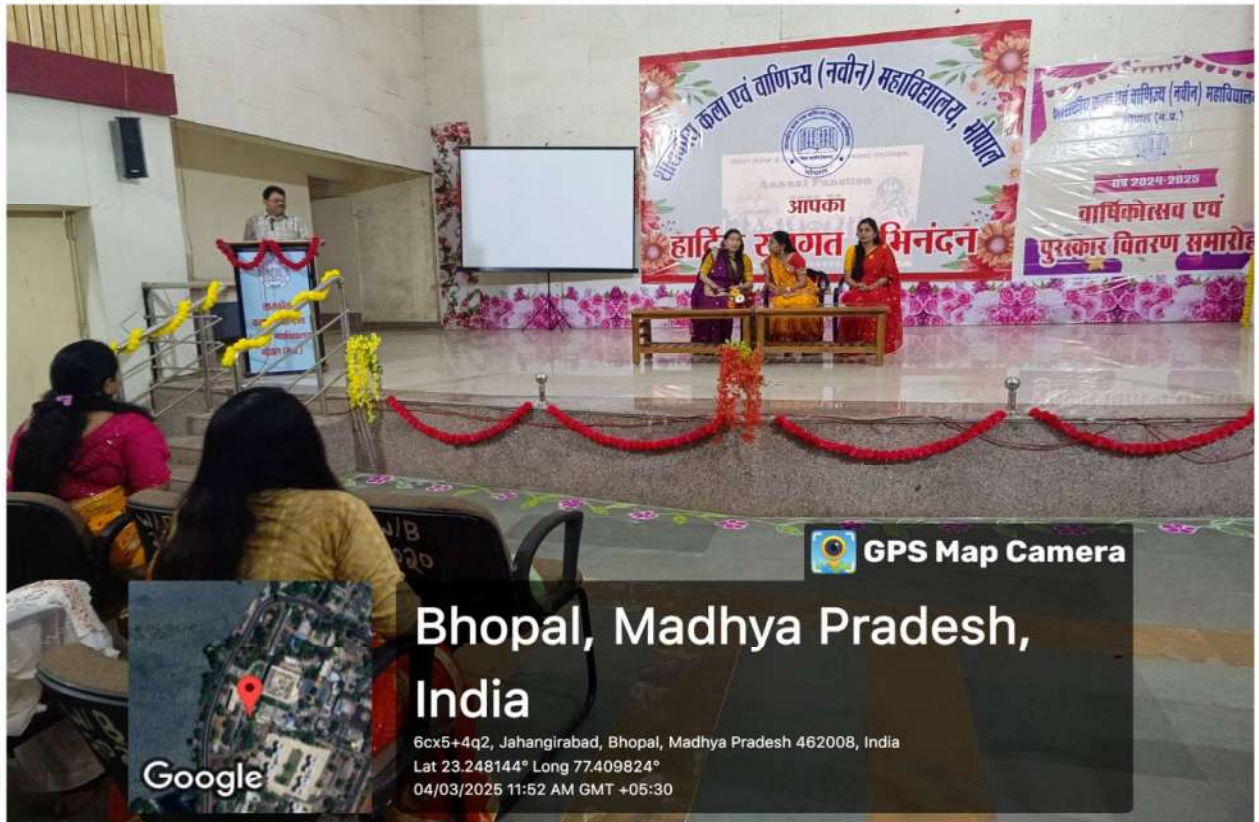 शासकीय कला एवं वाणिज्य (नवीन) महाविद्यालय, भोपाल
Annual Function
आपका
हार्दिक स्वागत अभिनंदन
शासकीय कला एवं वाणिज्य (नवीन) महाविद्यालय
भोपाल (म.प्र.)
सत्र 2024-2025
वार्षिकोत्सव एवं
पुरस्कार वितरण समारोह
भोपाल (म.प्र.)
W/B
GPS Map Camera
Bhopal, Madhya Pradesh,
India
6cx5+4q2, Jahangirabad, Bhopal, Madhya Pradesh 462008, India
Lat 23.248144° Long 77.409824°
04/03/2025 11:52 AM GMT +05:30
Google